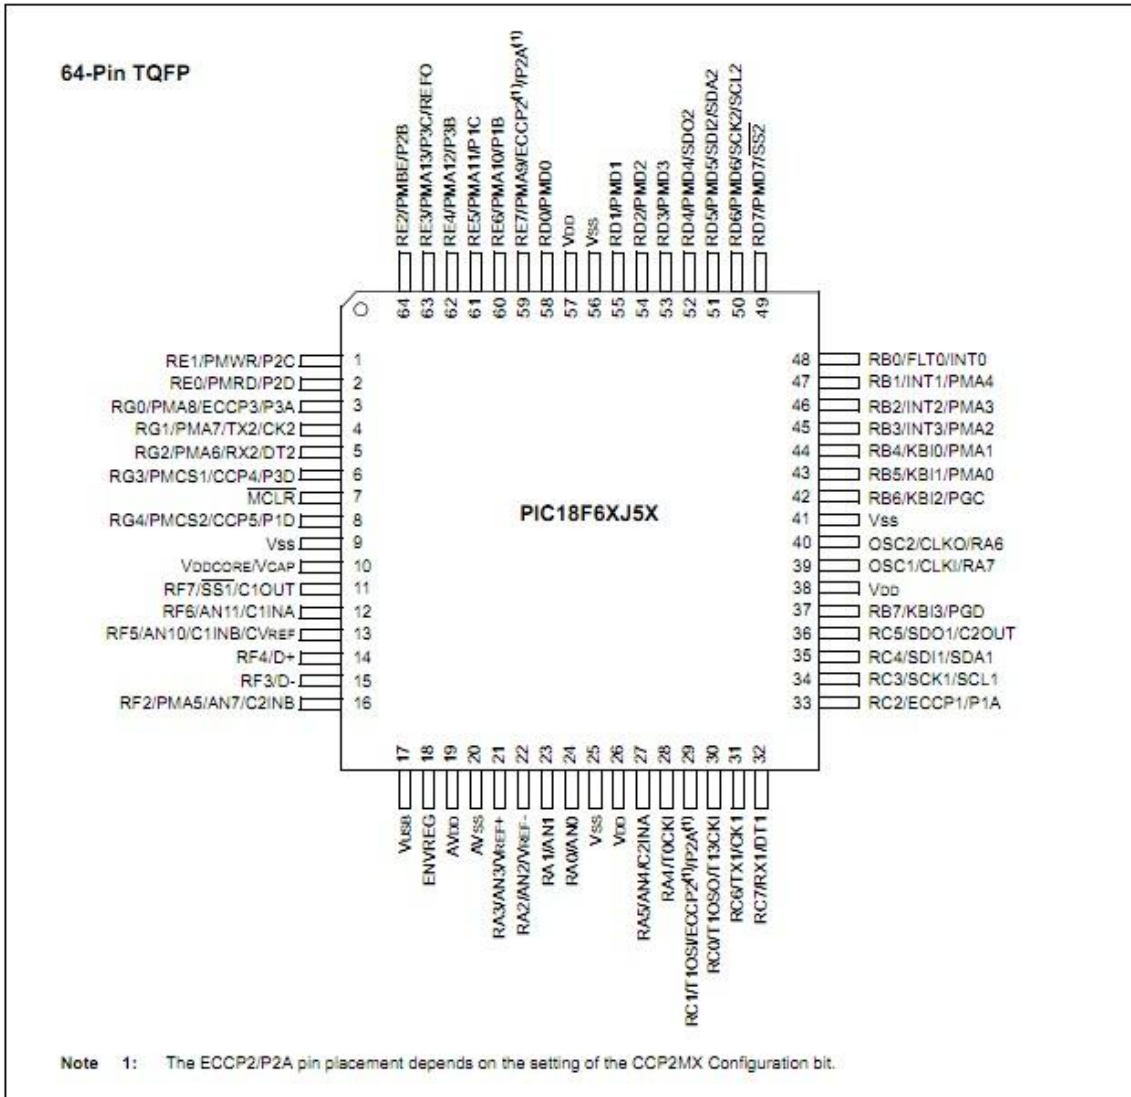 64-Pin TQFP
RE2/PMBE/P2B
RE3/PMA13/P3C/REFO
RE4/PMA12/P3B
RE5/PMA11/P1C
RE6/PMA10/P1B
RE7/PMA9/ECCP2(1)/P2A(1)
RD0/PMD0
VDD
VSS
RD1/PMD1
RD2/PMD2
RD3/PMD3
RD4/PMD4/SDO2
RD5/PMD5/SDI2/SDA2
RD6/PMD6/SCK2/SCL2
RD7/PMD7/SS2
64 63 62 61 60 59 58 57 56 55 54 53 52 51 50 49
RE1/PMWR/P2C 1
RE0/PMRD/P2D 2
RG0/PMA8/ECCP3/P3A 3
RG1/PMA7/TX2/CK2 4
RG2/PMA6/RX2/DT2 5
RG3/PMCS1/CCP4/P3D 6
MCLR 7
RG4/PMCS2/CCP5/P1D 8
VSS 9
VDDCORE/VCAP 10
RF7/SS1/C1OUT 11
RF6/AN11/C1INA 12
RF5/AN10/C1INB/CVREF 13
RF4/D+ 14
RF3/D- 15
RF2/PMA5/AN7/C2INB 16
PIC18F6XJ5X
48 RB0/FLT0/INT0
47 RB1/INT1/PMA4
46 RB2/INT2/PMA3
45 RB3/INT3/PMA2
44 RB4/KBI0/PMA1
43 RB5/KBI1/PMA0
42 RB6/KBI2/PGC
41 VSS
40 OSC2/CLKO/RA6
39 OSC1/CLKI/RA7
38 VDD
37 RB7/KBI3/PGD
36 RC5/SDO1/C2OUT
35 RC4/SDI1/SDA1
34 RC3/SCK1/SCL1
33 RC2/ECCP1/P1A
17 18 19 20 21 22 23 24 25 26 27 28 29 30 31 32
VUSB
ENVREG
AVDD
AVSS
RA3/AN3/VREF+
RA2/AN2/VREF-
RA1/AN1
RA0/AN0
VSS
VDD
RA5/AN4/C2INA
RA4/T0CKI
RC1/T1OSI/ECCP2(1)/P2A(1)
RC0/T1OSO/T13CKI
RC6/TX1/CK1
RC7/RX1/DT1
Note 1: The ECCP2/P2A pin placement depends on the setting of the CCP2MX Configuration bit.